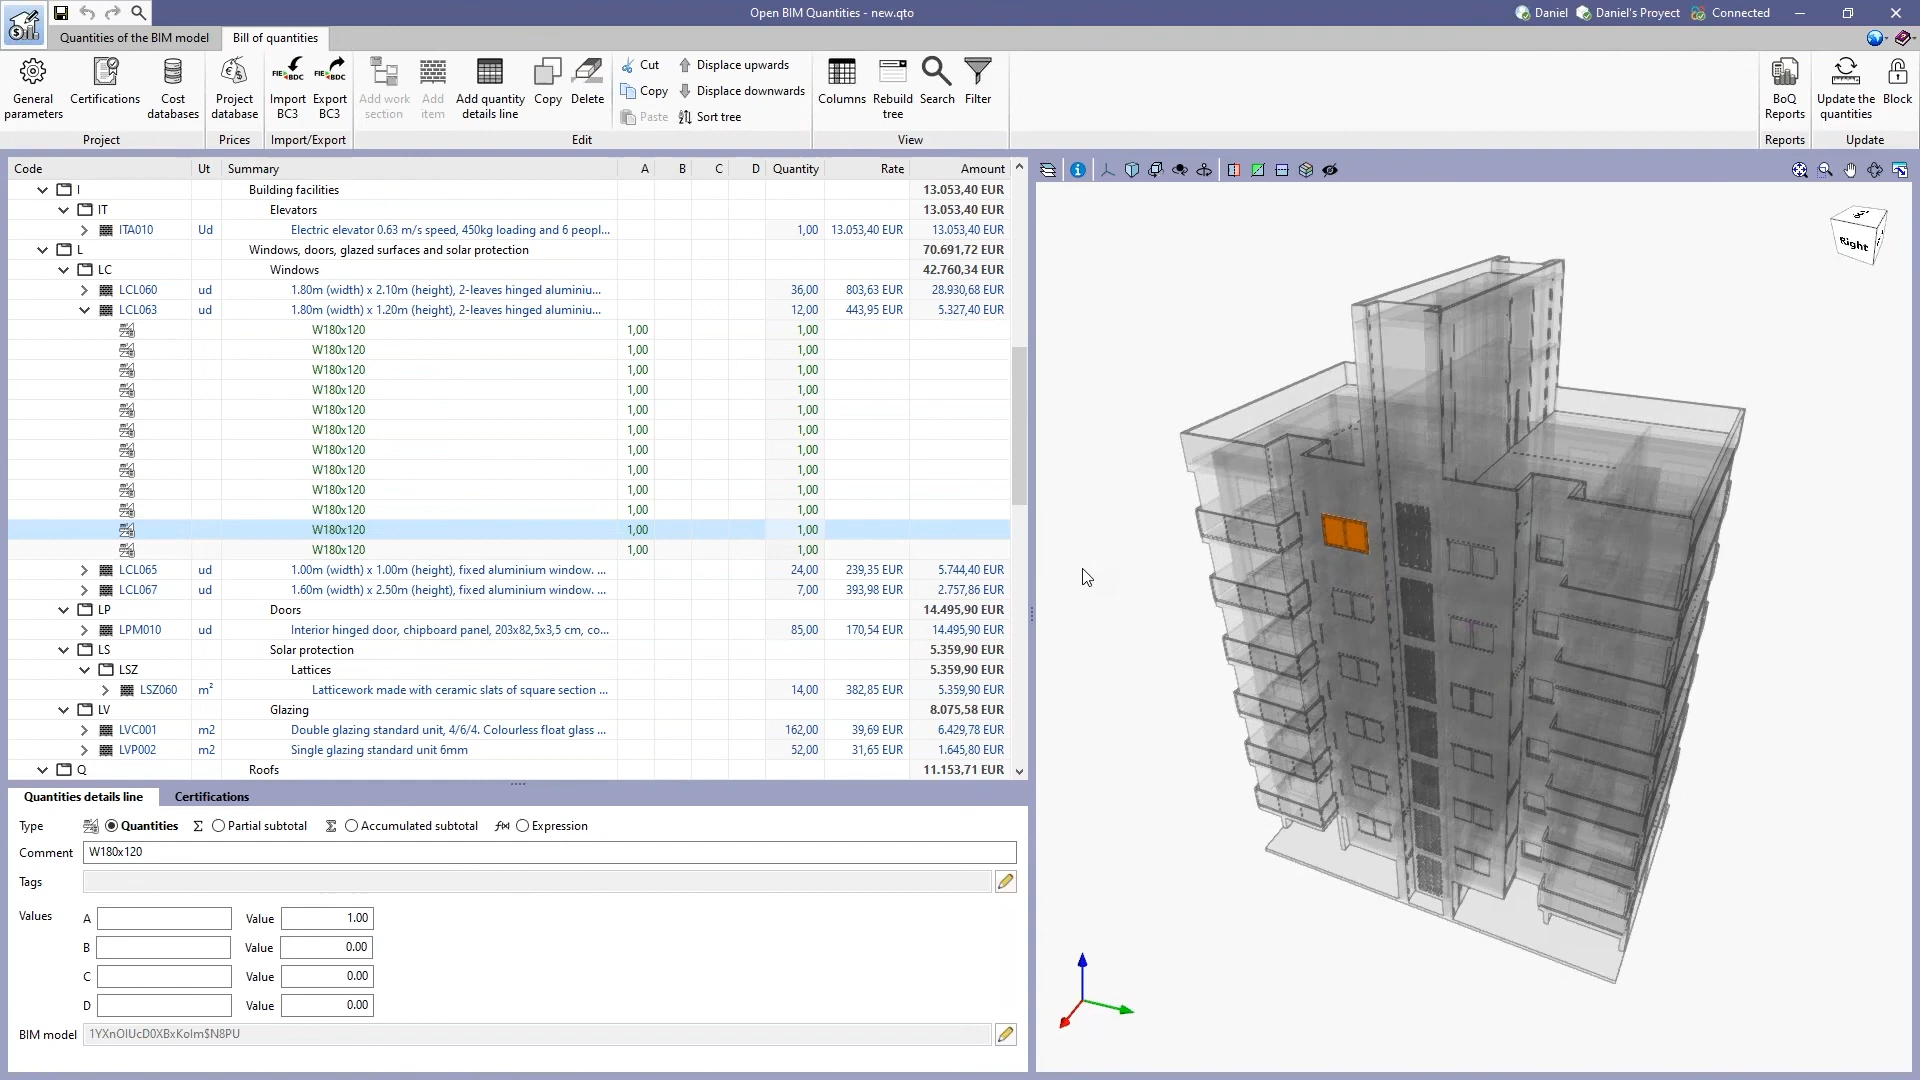 Open BIM Quantities - new.qto
Daniel
Daniel's Proyect
Connected
Quantities of the BIM model
Bill of quantities
General parameters
Certifications
Cost databases
Project database
Import BC3
Export BC3
Add work section
Add item
Add quantity details line
Copy
Delete
Cut
Copy
Paste
Displace upwards
Displace downwards
Sort tree
Columns
Rebuild tree
Search
Filter
BoQ Reports
Update the quantities
Block
Project
Prices
Import/Export
Edit
View
Reports
Update
Code Ut Summary A B C D Quantity Rate Amount
I Building facilities 13.053,40 EUR
IT Elevators 13.053,40 EUR
ITA010 Ud Electric elevator 0.63 m/s speed, 450kg loading and 6 peopl... 1,00 13.053,40 EUR 13.053,40 EUR
L Windows, doors, glazed surfaces and solar protection 70.691,72 EUR
LC Windows 42.760,34 EUR
LCL060 ud 1.80m (width) x 2.10m (height), 2-leaves hinged aluminiu... 36,00 803,63 EUR 28.930,68 EUR
LCL063 ud 1.80m (width) x 1.20m (height), 2-leaves hinged aluminiu... 12,00 443,95 EUR 5.327,40 EUR
W180x120 1,00 1,00
W180x120 1,00 1,00
W180x120 1,00 1,00
W180x120 1,00 1,00
W180x120 1,00 1,00
W180x120 1,00 1,00
W180x120 1,00 1,00
W180x120 1,00 1,00
W180x120 1,00 1,00
W180x120 1,00 1,00
W180x120 1,00 1,00
W180x120 1,00 1,00
LCL065 ud 1.00m (width) x 1.00m (height), fixed aluminium window. ... 24,00 239,35 EUR 5.744,40 EUR
LCL067 ud 1.60m (width) x 2.50m (height), fixed aluminium window. ... 7,00 393,98 EUR 2.757,86 EUR
LP Doors 14.495,90 EUR
LPM010 ud Interior hinged door, chipboard panel, 203x82,5x3,5 cm, co... 85,00 170,54 EUR 14.495,90 EUR
LS Solar protection 5.359,90 EUR
LSZ Lattices 5.359,90 EUR
LSZ060 m² Latticework made with ceramic slats of square section ... 14,00 382,85 EUR 5.359,90 EUR
LV Glazing 8.075,58 EUR
LVC001 m2 Double glazing standard unit, 4/6/4. Colourless float glass ... 162,00 39,69 EUR 6.429,78 EUR
LVP002 m2 Single glazing standard unit 6mm 52,00 31,65 EUR 1.645,80 EUR
Q Roofs 11.153,71 EUR
Right
Quantities details line
Certifications
Type Quantities Σ Partial subtotal Σ Accumulated subtotal Expression
Comment W180x120
Tags
Values A Value 1.00
B Value 0.00
C Value 0.00
D Value 0.00
BIM model 1YXnOlUcD0XBxKolm$N8PU